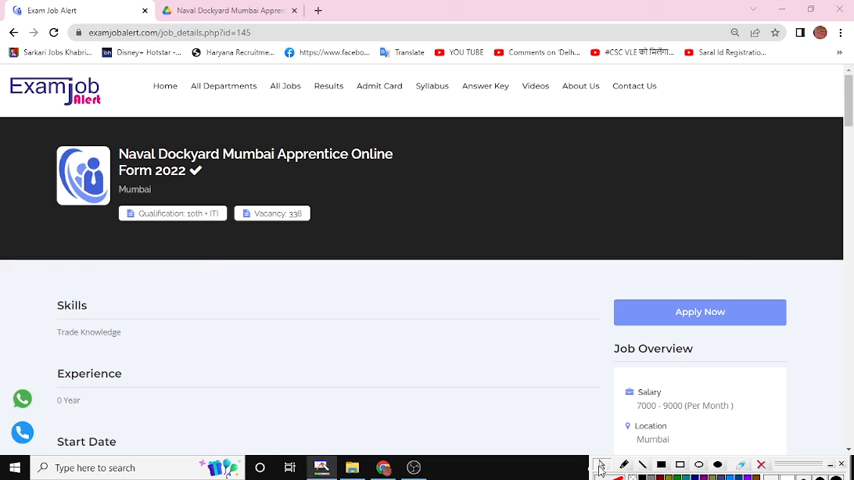 Exam Job Alert
Naval Dockyard Mumbai Apprent
examjobalert.com/job_details.php?id=145
Sarkari Jobs Khabri...
Disney+ Hotstar -...
Haryana Recruitme...
https://www.facebo...
Translate
YOU TUBE
Comments on 'Delh...
#CSC VLE को मिलेंगा...
Saral Id Registratio...
Examjob Alert
Home
All Departments
All Jobs
Results
Admit Card
Syllabus
Answer Key
Videos
About Us
Contact Us
Naval Dockyard Mumbai Apprentice Online
Form 2022
Mumbai
Qualification: 10th + ITI
Vacancy: 338
Skills
Trade Knowledge
Experience
0 Year
Start Date
Apply Now
Job Overview
Salary
7000 - 9000 (Per Month )
Location
Mumbai
Type here to search